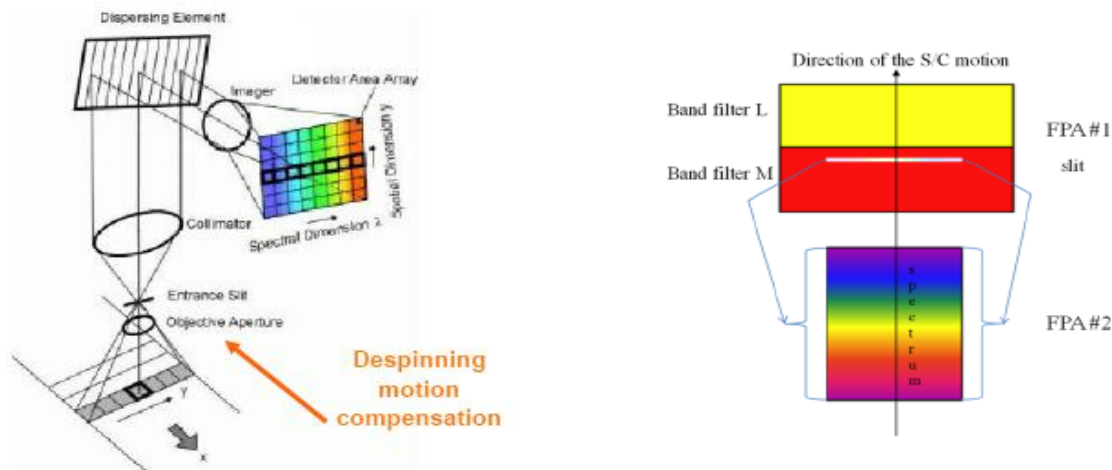 Dispersing Element
Detector Area Array
Imager
Spatial Dimension y
Spectral Dimension λ
Collimator
Entrance Slit
Objective Aperture
y
x
Despinning
motion
compensation
Direction of the S/C motion
Band filter L
FPA#1
slit
Band filter M
spectrum
FPA#2